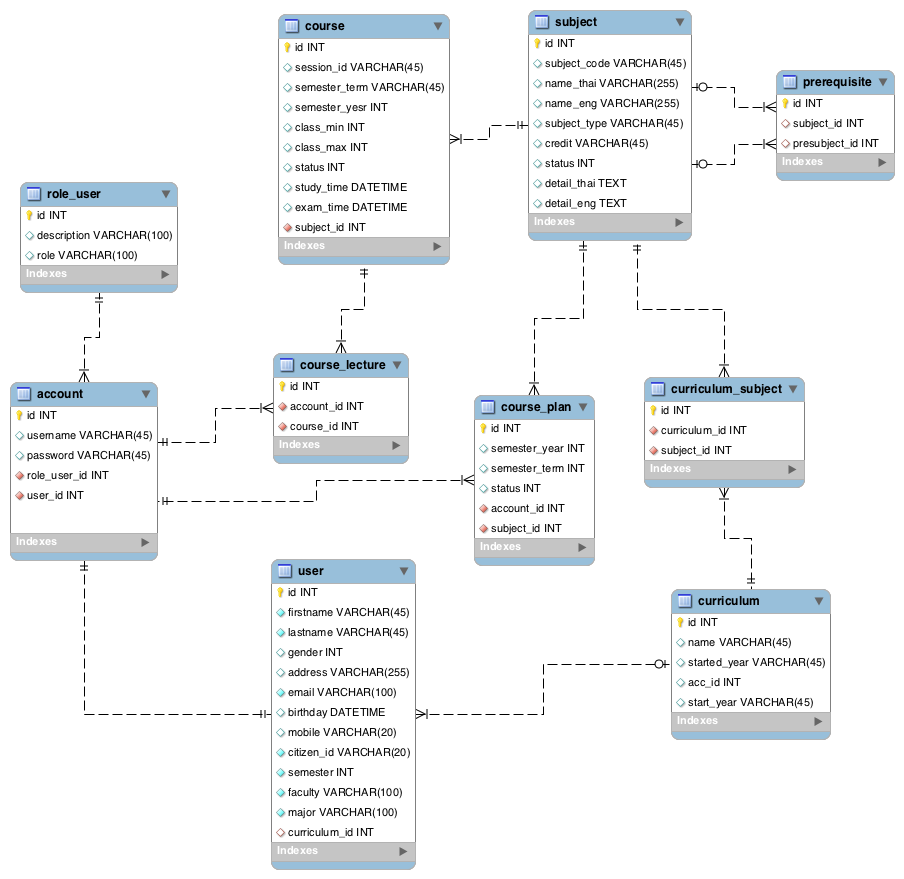 course
id INT
session_id VARCHAR(45)
semester_term VARCHAR(45)
semester_yesr INT
class_min INT
class_max INT
status INT
study_time DATETIME
exam_time DATETIME
subject_id INT
Indexes
subject
id INT
subject_code VARCHAR(45)
name_thai VARCHAR(255)
name_eng VARCHAR(255)
subject_type VARCHAR(45)
credit VARCHAR(45)
status INT
detail_thai TEXT
detail_eng TEXT
Indexes
prerequisite
id INT
subject_id INT
presubject_id INT
Indexes
role_user
id INT
description VARCHAR(100)
role VARCHAR(100)
Indexes
account
id INT
username VARCHAR(45)
password VARCHAR(45)
role_user_id INT
user_id INT
Indexes
course_lecture
id INT
account_id INT
course_id INT
Indexes
course_plan
id INT
semester_year INT
semester_term INT
status INT
account_id INT
subject_id INT
Indexes
curriculum_subject
id INT
curriculum_id INT
subject_id INT
Indexes
user
id INT
firstname VARCHAR(45)
lastname VARCHAR(45)
gender INT
address VARCHAR(255)
email VARCHAR(100)
birthday DATETIME
mobile VARCHAR(20)
citizen_id VARCHAR(20)
semester INT
faculty VARCHAR(100)
major VARCHAR(100)
curriculum_id INT
Indexes
curriculum
id INT
name VARCHAR(45)
started_year VARCHAR(45)
acc_id INT
start_year VARCHAR(45)
Indexes